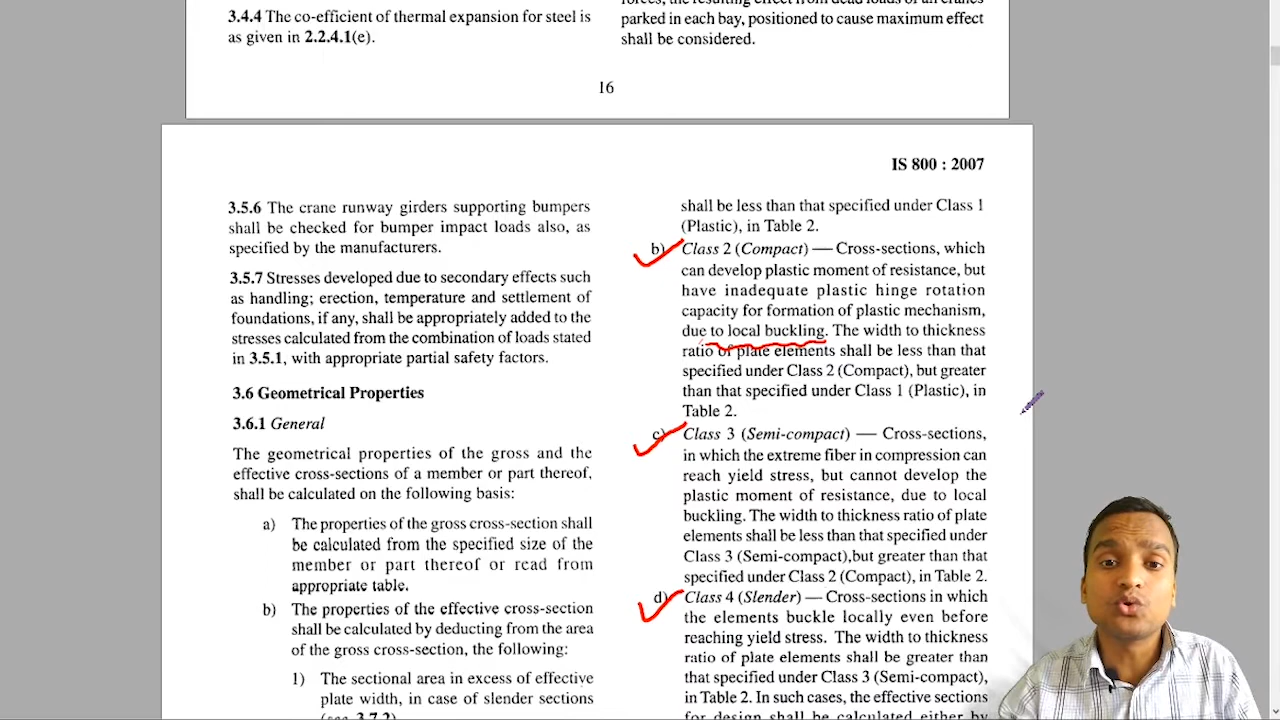 3.4.4 The co-efficient of thermal expansion for steel is
as given in 2.2.4.1(e).
parked in each bay, positioned to cause maximum effect
shall be considered.
16
IS 800 : 2007
3.5.6 The crane runway girders supporting bumpers
shall be checked for bumper impact loads also, as
specified by the manufacturers.
3.5.7 Stresses developed due to secondary effects such
as handling; erection, temperature and settlement of
foundations, if any, shall be appropriately added to the
stresses calculated from the combination of loads stated
in 3.5.1, with appropriate partial safety factors.
3.6 Geometrical Properties
3.6.1 General
The geometrical properties of the gross and the
effective cross-sections of a member or part thereof,
shall be calculated on the following basis:
a) The properties of the gross cross-section shall
be calculated from the specified size of the
member or part thereof or read from
appropriate table.
b) The properties of the effective cross-section
shall be calculated by deducting from the area
of the gross cross-section, the following:
1) The sectional area in excess of effective
plate width, in case of slender sections
(see 3.7.2)
shall be less than that specified under Class 1
(Plastic), in Table 2.
b) Class 2 (Compact) — Cross-sections, which
can develop plastic moment of resistance, but
have inadequate plastic hinge rotation
capacity for formation of plastic mechanism,
due to local buckling. The width to thickness
ratio of plate elements shall be less than that
specified under Class 2 (Compact), but greater
than that specified under Class 1 (Plastic), in
Table 2.
c) Class 3 (Semi-compact) — Cross-sections,
in which the extreme fiber in compression can
reach yield stress, but cannot develop the
plastic moment of resistance, due to local
buckling. The width to thickness ratio of plate
elements shall be less than that specified under
Class 3 (Semi-compact),but greater than that
specified under Class 2 (Compact), in Table 2.
d) Class 4 (Slender) — Cross-sections in which
the elements buckle locally even before
reaching yield stress. The width to thickness
ratio of plate elements shall be greater than
that specified under Class 3 (Semi-compact),
in Table 2. In such cases, the effective sections
for design shall be calculated either by